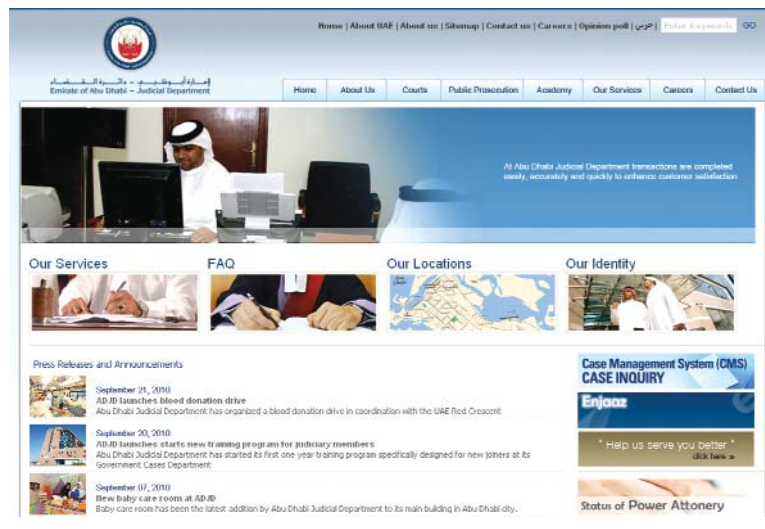 Home | About UAE | About us | Sitemap | Contact us | Careers | Opinion poll | عربي | Enter Keywords GO
إمــارة أبــوظبــي - دائـــرة الـقــضــاء
Emirate of Abu Dhabi - Judicial Department
Home About Us Courts Public Prosecution Academy Our Services Careers Contact Us
At Abu Dhabi Judicial Department transactions are completed
easily, accurately and quickly to enhance customer satisfaction
Our Services FAQ Our Locations Our Identity
Press Releases and Announcements
September 21, 2010
ADJD launches blood donation drive
Abu Dhabi Judicial Department has organized a blood donation drive in coordination with the UAE Red Crescent
September 20, 2010
ADJD launches starts new training program for judiciary members
Abu Dhabi Judicial Department has started its first one year training program specifically designed for new joiners at its
Government Cases Department
September 07, 2010
New baby care room at ADJD
Baby care room has been the latest addition by Abu Dhabi Judicial Department to its main building in Abu Dhabi city.
Case Management System (CMS)
CASE INQUIRY
Enjaaz
" Help us serve you better "
click here »
Status of Power Attonery